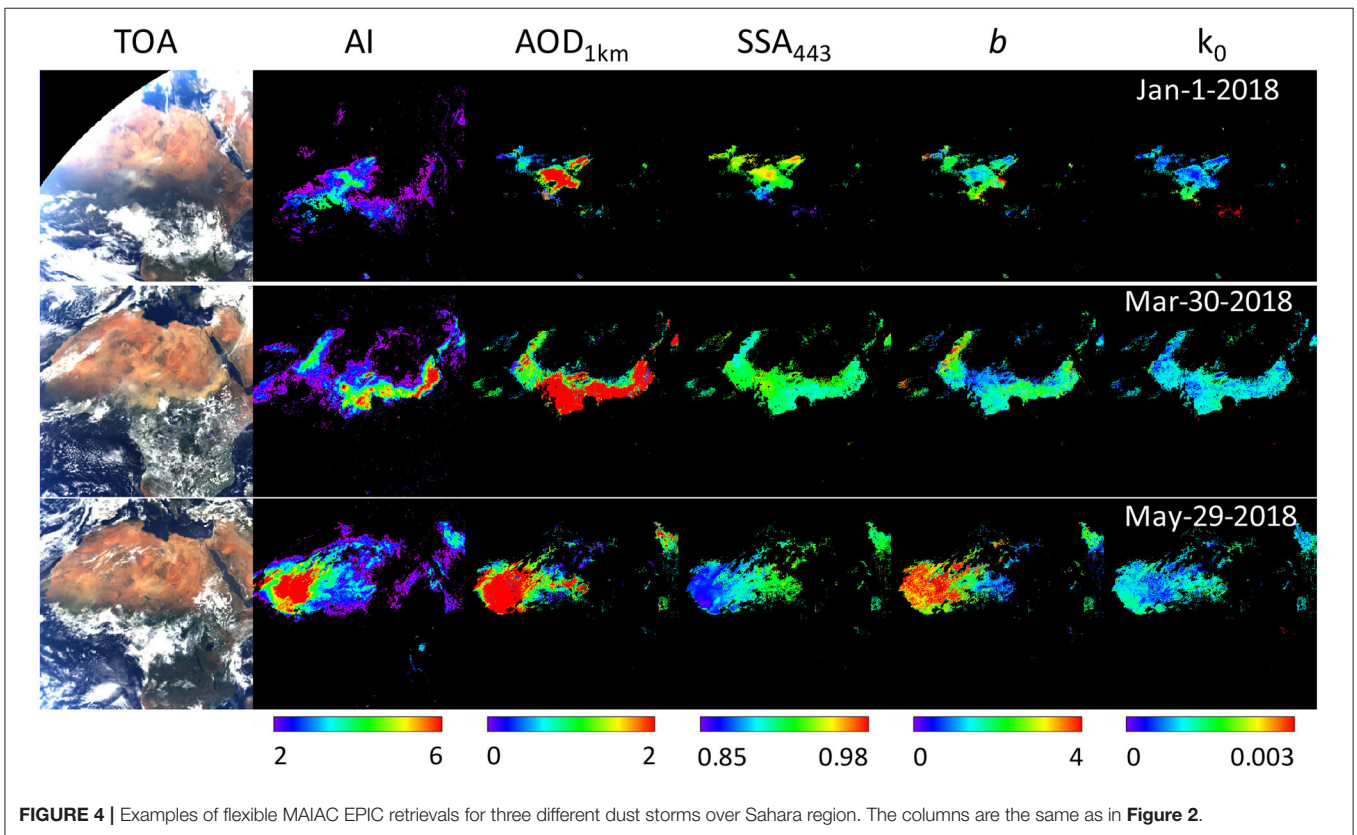 TOA AI AOD1km SSA443 b k0
Jan-1-2018
Mar-30-2018
May-29-2018
2 6 0 2 0.85 0.98 0 4 0 0.003
FIGURE 4 | Examples of flexible MAIAC EPIC retrievals for three different dust storms over Sahara region. The columns are the same as in Figure 2.